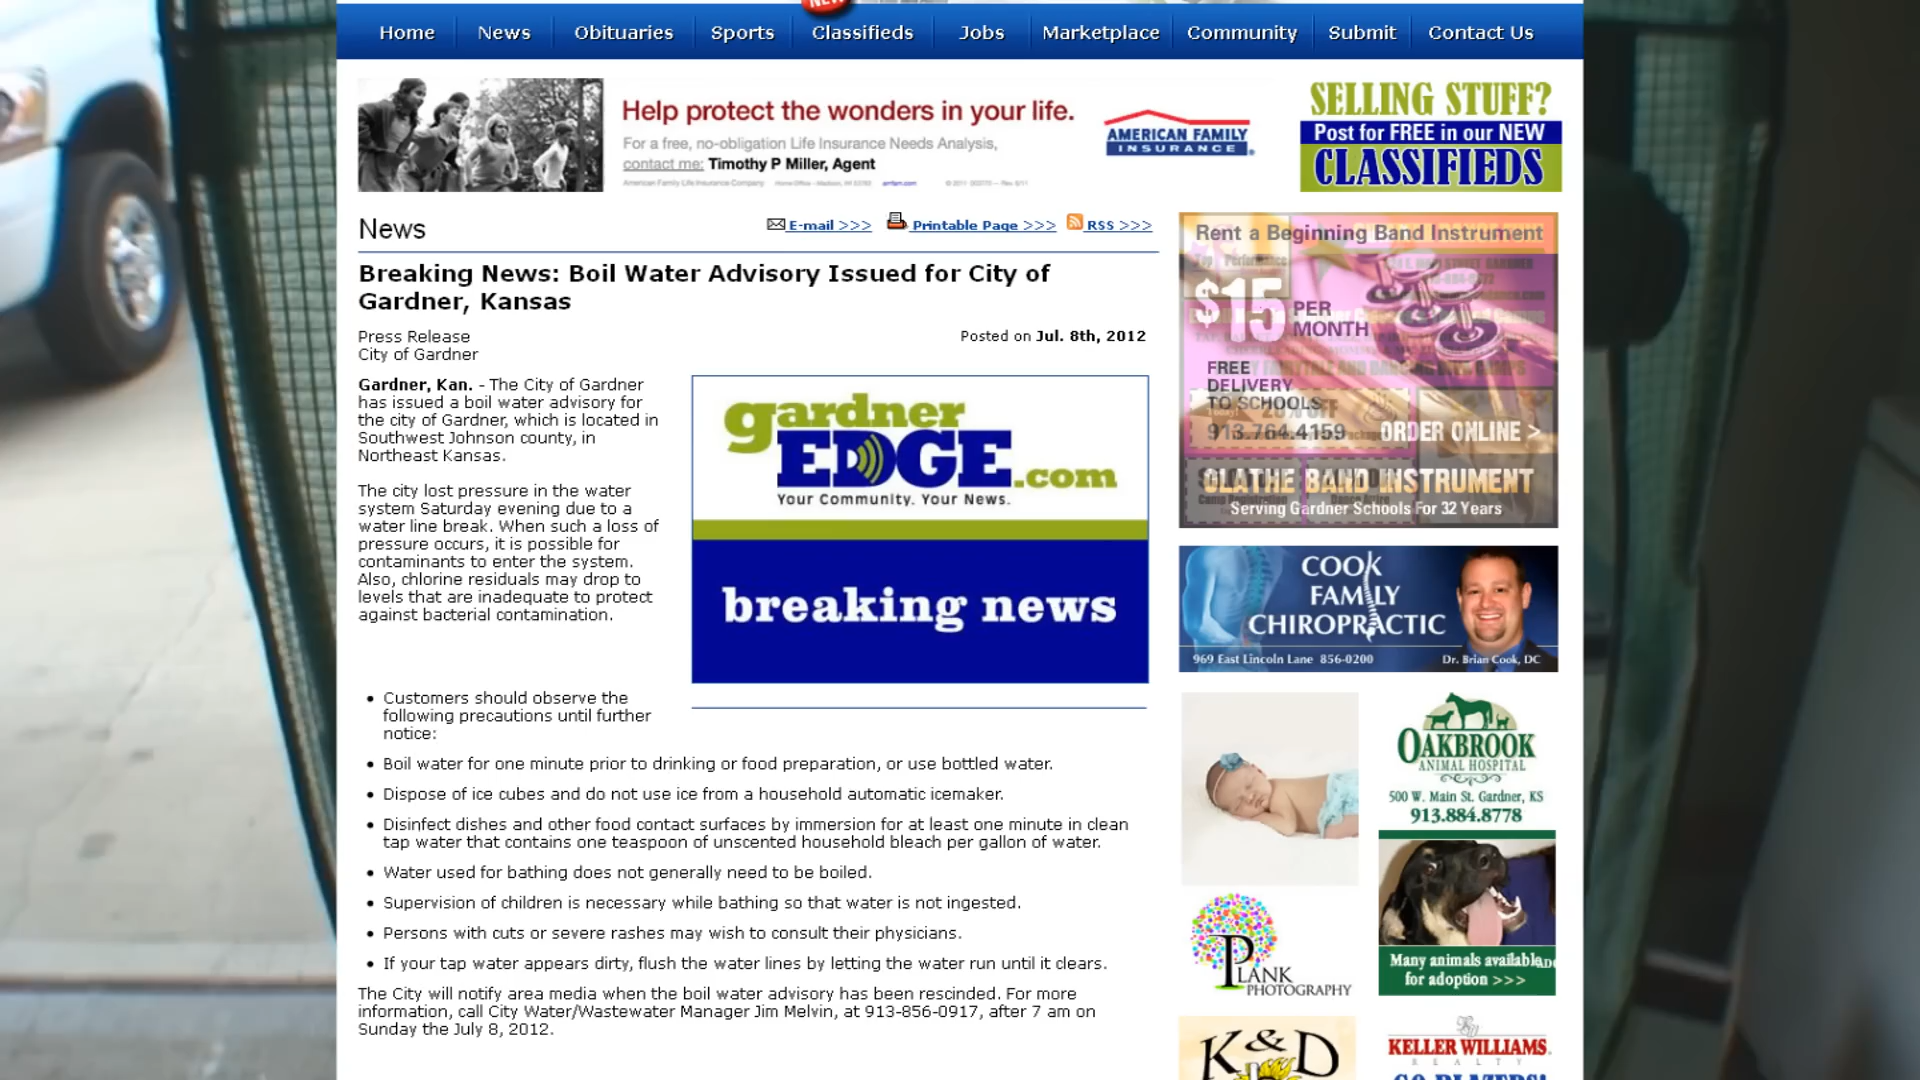 NEW
Home News Obituaries Sports Classifieds Jobs Marketplace Community Submit Contact Us
Help protect the wonders in your life.
For a free, no-obligation Life Insurance Needs Analysis,
contact me: Timothy P Miller, Agent
American Family Life Insurance Company
amfam.com
AMERICAN FAMILY
INSURANCE
SELLING STUFF?
Post for FREE in our NEW
CLASSIFIEDS
News
E-mail >>> Printable Page >>> RSS >>>
Breaking News: Boil Water Advisory Issued for City of
Gardner, Kansas
Press Release
City of Gardner
Posted on Jul. 8th, 2012
Gardner, Kan. - The City of Gardner
has issued a boil water advisory for
the city of Gardner, which is located in
Southwest Johnson county, in
Northeast Kansas.
The city lost pressure in the water
system Saturday evening due to a
water line break. When such a loss of
pressure occurs, it is possible for
contaminants to enter the system.
Also, chlorine residuals may drop to
levels that are inadequate to protect
against bacterial contamination.
gardner
EDGE.com
Your Community. Your News.
breaking news
• Customers should observe the
following precautions until further
notice:
• Boil water for one minute prior to drinking or food preparation, or use bottled water.
• Dispose of ice cubes and do not use ice from a household automatic icemaker.
• Disinfect dishes and other food contact surfaces by immersion for at least one minute in clean
tap water that contains one teaspoon of unscented household bleach per gallon of water.
• Water used for bathing does not generally need to be boiled.
• Supervision of children is necessary while bathing so that water is not ingested.
• Persons with cuts or severe rashes may wish to consult their physicians.
• If your tap water appears dirty, flush the water lines by letting the water run until it clears.
The City will notify area media when the boil water advisory has been rescinded. For more
information, call City Water/Wastewater Manager Jim Melvin, at 913-856-0917, after 7 am on
Sunday the July 8, 2012.
Rent a Beginning Band Instrument
$15 PER
MONTH
FREE
DELIVERY
TO SCHOOLS
913.764.4159 ORDER ONLINE >
OLATHE BAND INSTRUMENT
Serving Gardner Schools For 32 Years
COOK
FAMILY
CHIROPRACTIC
969 East Lincoln Lane 856-0200
Dr. Brian Cook, DC
OAKBROOK
ANIMAL HOSPITAL
500 W. Main St. Gardner, KS
913.884.8778
Many animals available
for adoption >>>
PLANK
PHOTOGRAPHY
K&D
KELLER WILLIAMS
REALTY
GO BLAZERS!